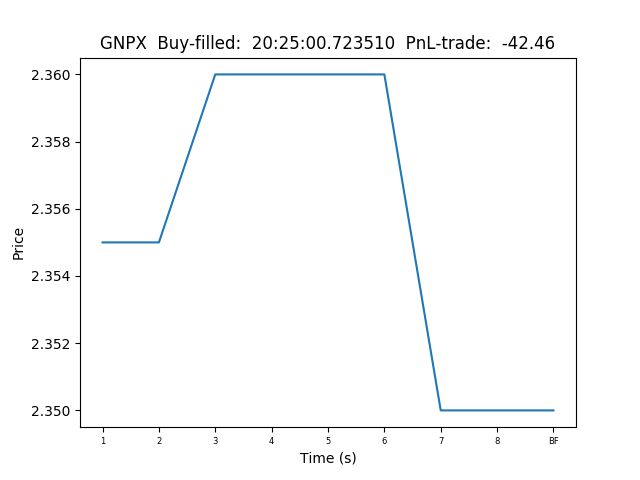 GNPX  Buy-filled:  20:25:00.723510  PnL-trade:  -42.46
Price
2.360
2.358
2.356
2.354
2.352
2.350
1 2 3 4 5 6 7 8 BF
Time (s)